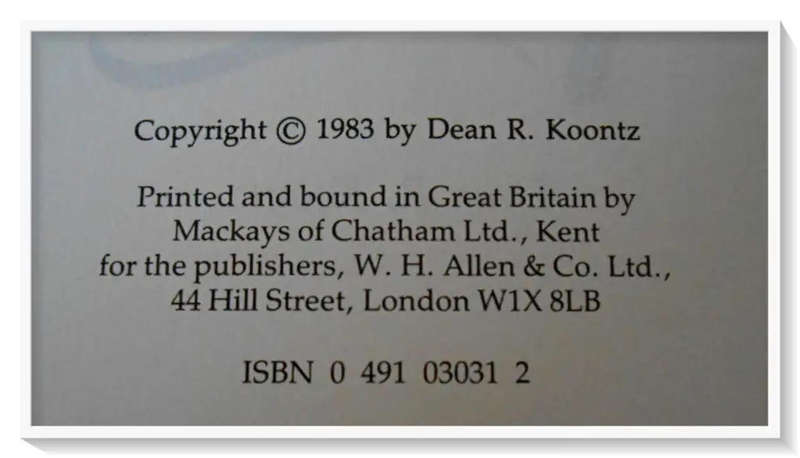 Copyright © 1983 by Dean R. Koontz
Printed and bound in Great Britain by
Mackays of Chatham Ltd., Kent
for the publishers, W. H. Allen & Co. Ltd.,
44 Hill Street, London W1X 8LB
ISBN 0 491 03031 2